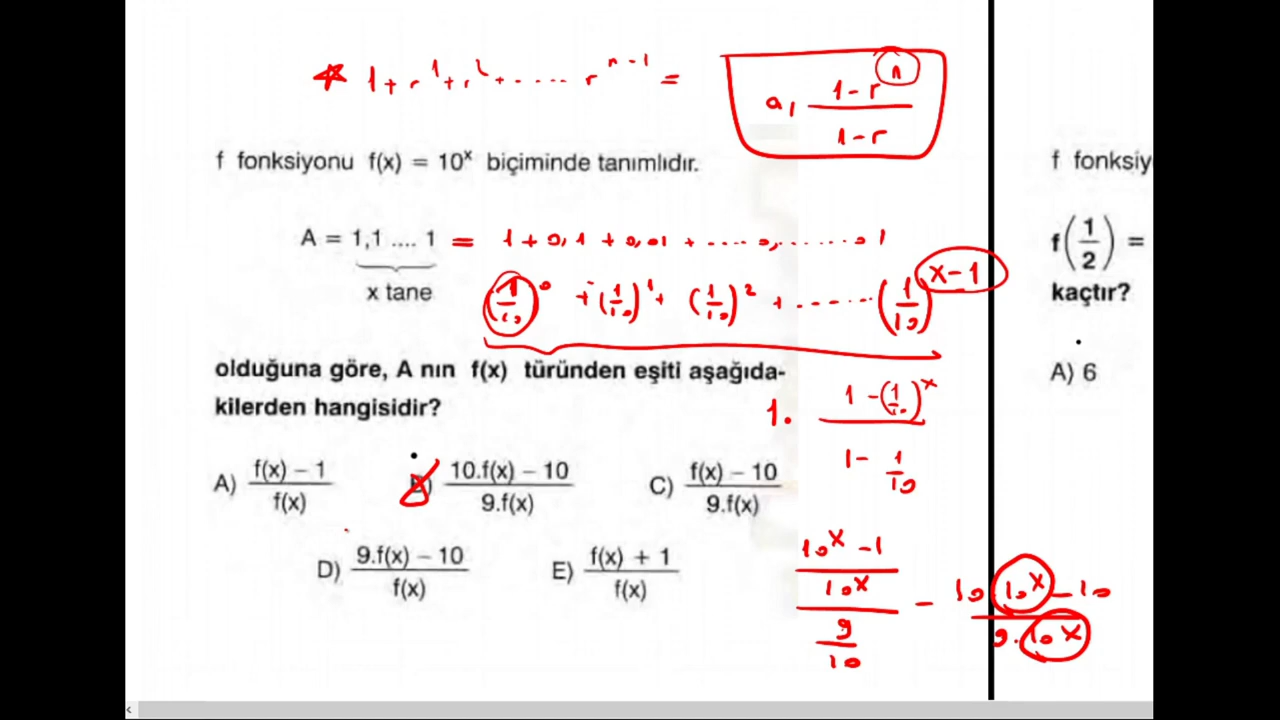 * 1 + r¹ + r² + ..... rⁿ⁻¹ = a₁ (1-rⁿ)/(1-r)
f fonksiyonu f(x) = 10ˣ biçiminde tanımlıdır.
A = 1,1 .... 1 = 1 + 0,1 + 0,01 + ..... 0,.......01
x tane
(1/10)⁰ + (1/10)¹ + (1/10)² + ...... (1/10)ˣ⁻¹
olduğuna göre, A nın f(x) türünden eşiti aşağıda-
kilerden hangisidir?
1. (1-(1/10)ˣ)/(1-1/10)
A) (f(x) – 1)/f(x)
B) (10.f(x) – 10)/(9.f(x))
C) (f(x) – 10)/(9.f(x))
D) (9.f(x) – 10)/f(x)
E) (f(x) + 1)/f(x)
((10ˣ-1)/10ˣ)/(9/10) = (10 10ˣ - 10)/(9.10ˣ)
f fonksiy
f(1/2) =
kaçtır?
A) 6